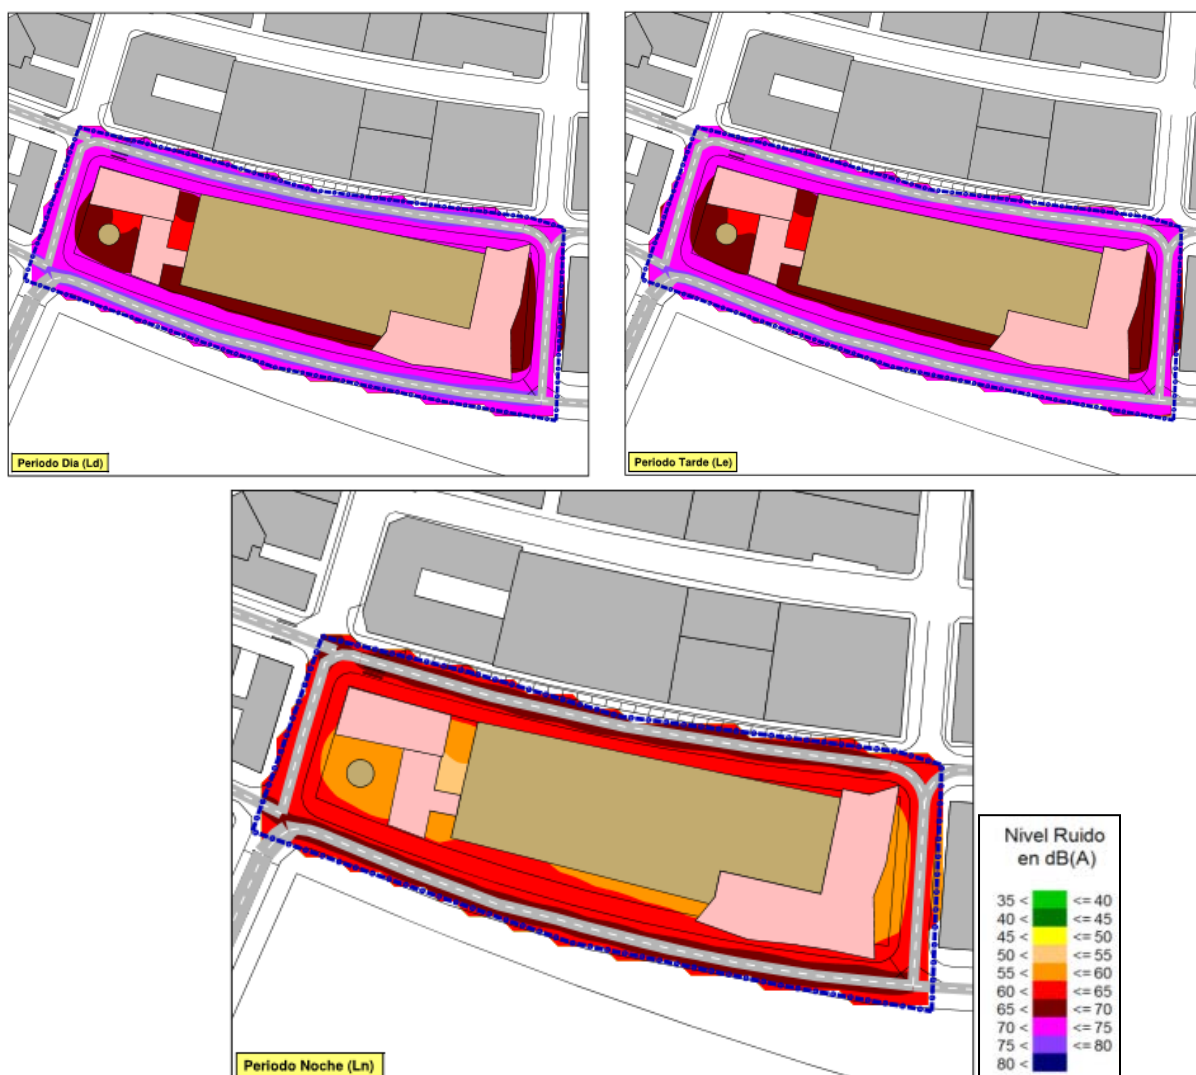 Periodo Dia (Ld)
Periodo Tarde (Le)
Periodo Noche (Ln)
Nivel Ruido
en dB(A)
35 < <= 40
40 < <= 45
45 < <= 50
50 < <= 55
55 < <= 60
60 < <= 65
65 < <= 70
70 < <= 75
75 < <= 80
80 <